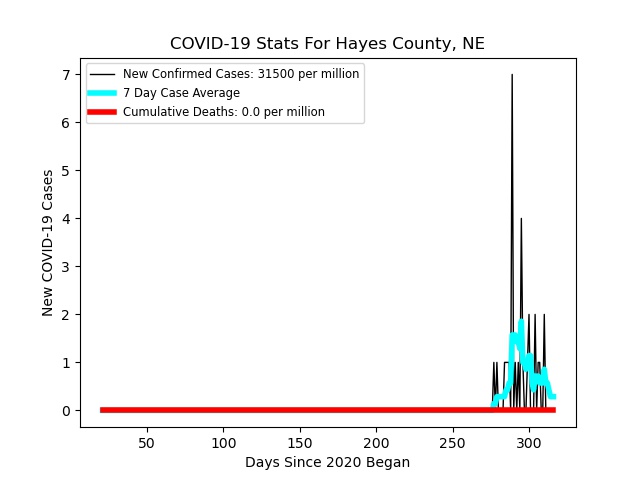 COVID-19 Stats For Hayes County, NE
New Confirmed Cases: 31500 per million
7 Day Case Average
Cumulative Deaths: 0.0 per million
New COVID-19 Cases
7
6
5
4
3
2
1
0
50 100 150 200 250 300
Days Since 2020 Began